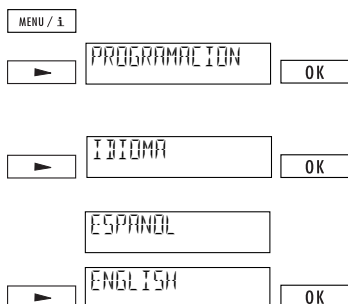 MENU / i
PROGRAMACION
OK
IDIOMA
OK
ESPANOL
ENGLISH
OK